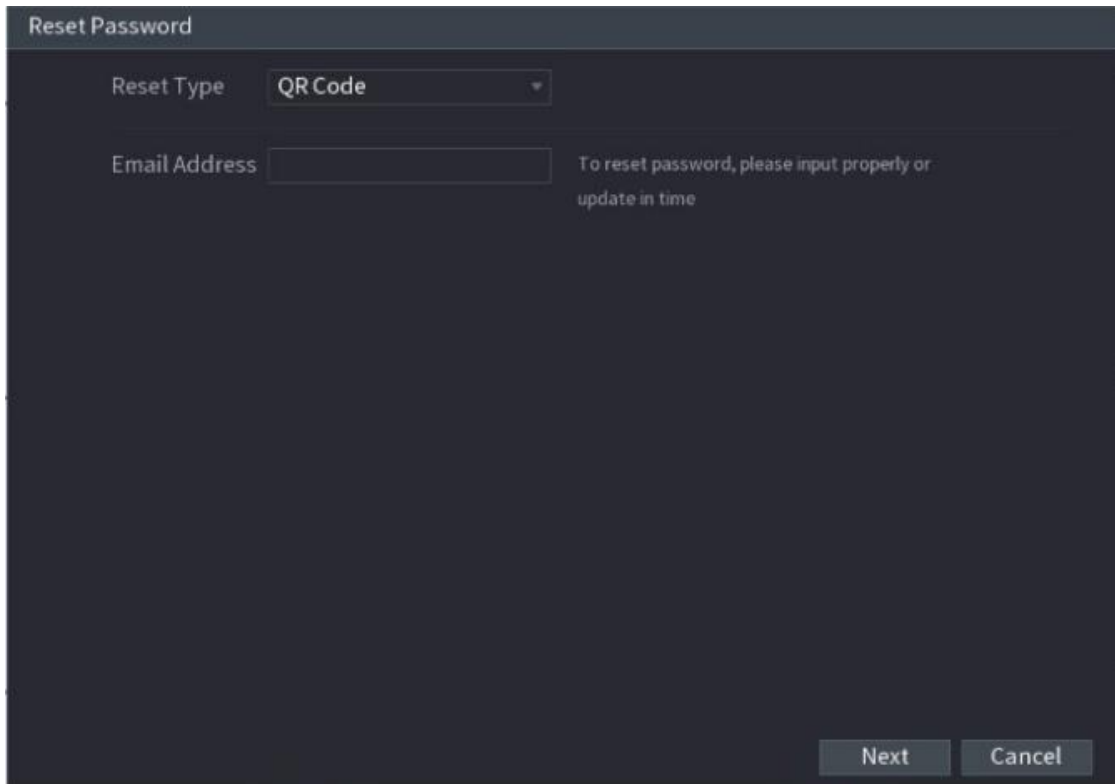 Reset Password
Reset Type QR Code
Email Address To reset password, please input properly or
update in time
Next Cancel